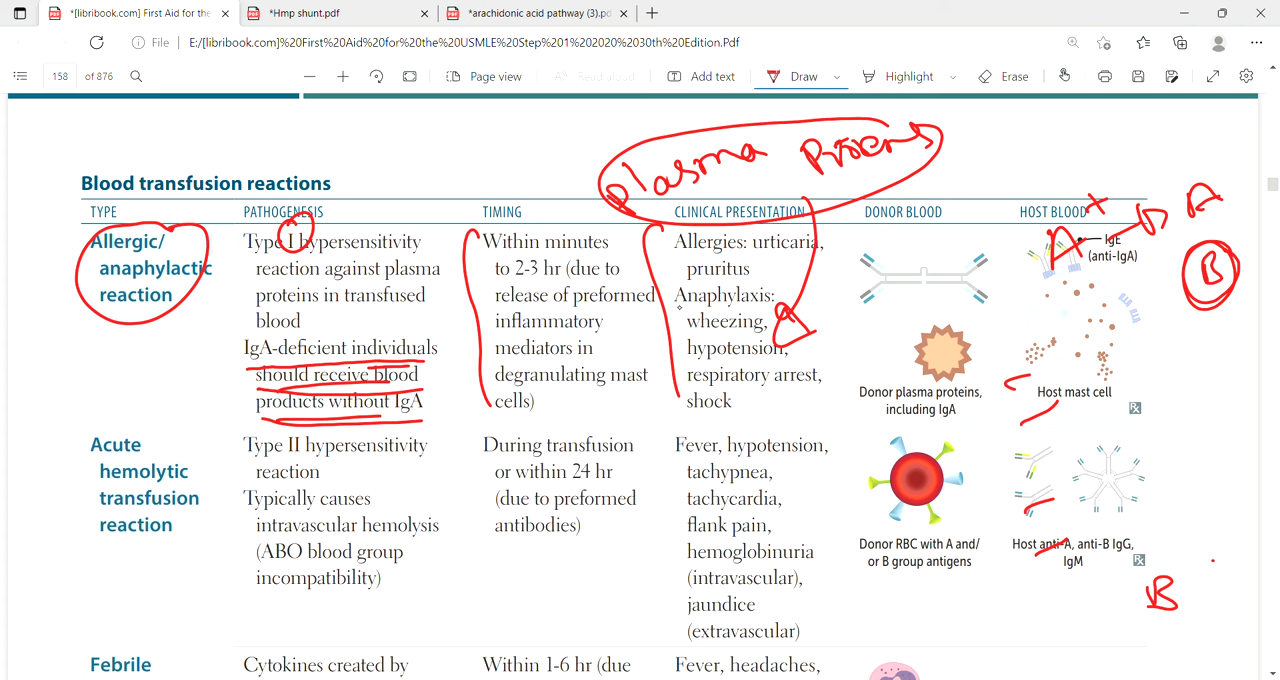 *[libribook.com] First Aid for the
*Hmp shunt.pdf
*arachidonic acid pathway (3).pd
File
E:/[libribook.com]%20First%20Aid%20for%20the%20USMLE%20Step%201%202020%2030th%20Edition.Pdf
158 of 876
Page view
Read aloud
Add text
Draw
Highlight
Erase
plasma
Blood transfusion reactions
TYPE PATHOGENESIS TIMING CLINICAL PRESENTATION DONOR BLOOD HOST BLOOD
Allergic/
anaphylactic
reaction
Type I hypersensitivity
reaction against plasma
proteins in transfused
blood
IgA-deficient individuals
should receive blood
products without IgA
Within minutes
to 2-3 hr (due to
release of preformed
inflammatory
mediators in
degranulating mast
cells)
Allergies: urticaria,
pruritus
Anaphylaxis:
wheezing,
hypotension,
respiratory arrest,
shock
Donor plasma proteins,
including IgA
IgE
(anti-IgA)
Host mast cell
Rx
A
A
B
Acute
hemolytic
transfusion
reaction
Type II hypersensitivity
reaction
Typically causes
intravascular hemolysis
(ABO blood group
incompatibility)
During transfusion
or within 24 hr
(due to preformed
antibodies)
Fever, hypotension,
tachypnea,
tachycardia,
flank pain,
hemoglobinuria
(intravascular),
jaundice
(extravascular)
Donor RBC with A and/
or B group antigens
Host anti-A, anti-B IgG,
IgM
Rx
B
Febrile
Cytokines created by
Within 1-6 hr (due
Fever, headaches,